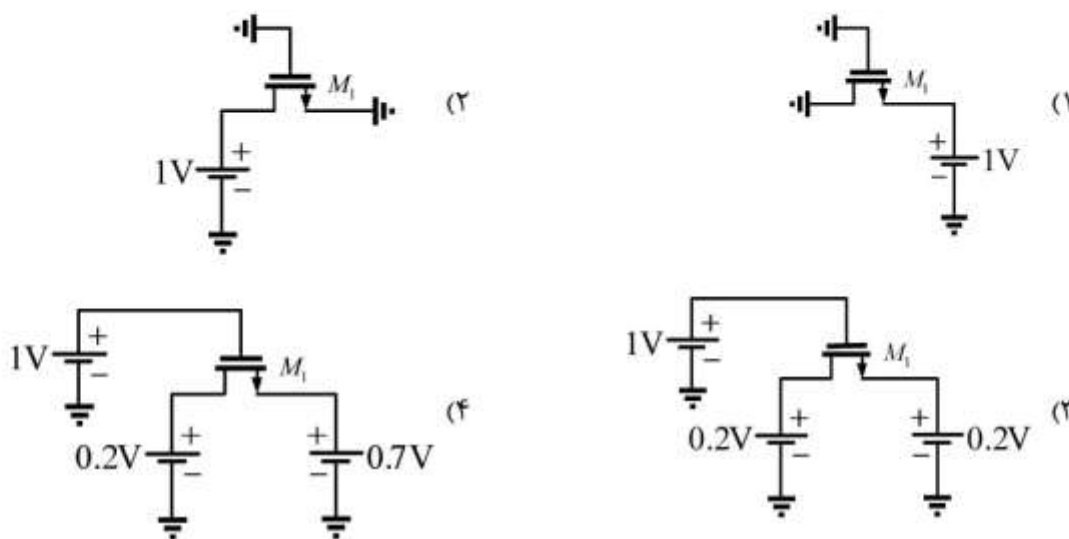 M₁ (۲
M₁ (۱
1V + −
+ − 1V
1V + − M₁ (۴
0.2V + − + − 0.7V
1V + − M₁
0.2V + − + − 0.2V